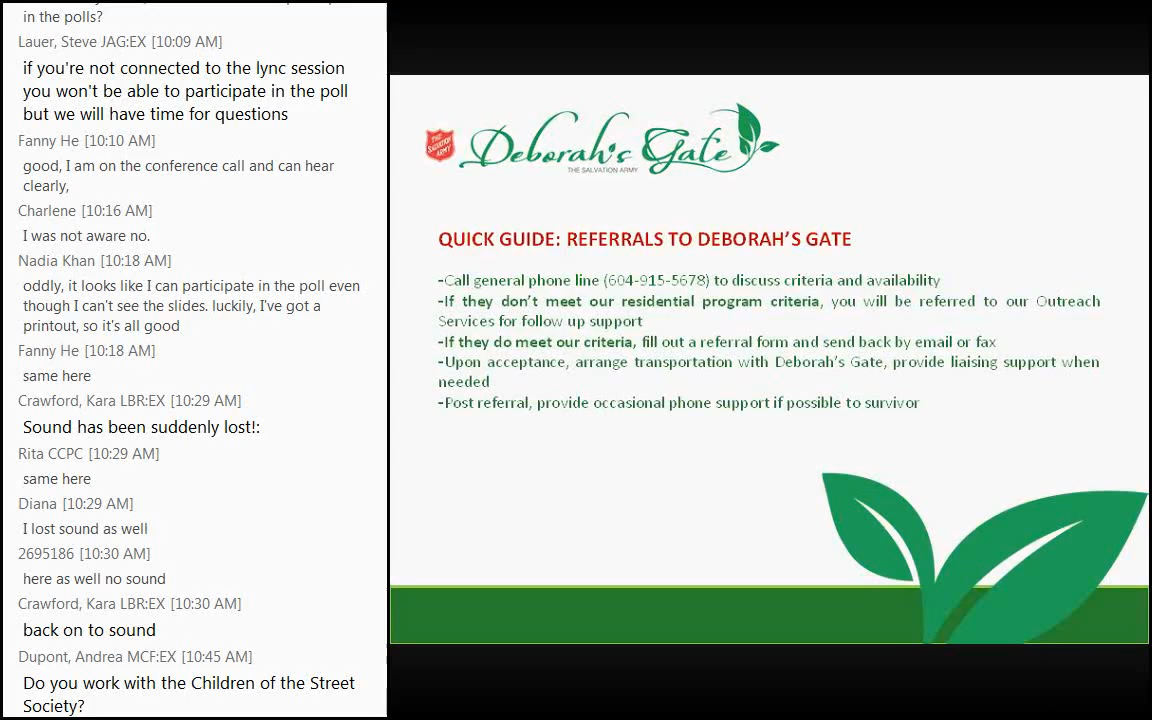 in the polls?
Lauer, Steve JAG:EX [10:09 AM]
if you're not connected to the lync session
you won't be able to participate in the poll
but we will have time for questions
Fanny He [10:10 AM]
good, I am on the conference call and can hear
clearly,
Charlene [10:16 AM]
I was not aware no.
Nadia Khan [10:18 AM]
oddly, it looks like I can participate in the poll even
though I can't see the slides. luckily, I've got a
printout, so it's all good
Fanny He [10:18 AM]
same here
Crawford, Kara LBR:EX [10:29 AM]
Sound has been suddenly lost!:
Rita CCPC [10:29 AM]
same here
Diana [10:29 AM]
I lost sound as well
2695186 [10:30 AM]
here as well no sound
Crawford, Kara LBR:EX [10:30 AM]
back on to sound
Dupont, Andrea MCF:EX [10:45 AM]
Do you work with the Children of the Street
Society?
THE
SALVATION
ARMY
Deborah's Gate
THE SALVATION ARMY
QUICK GUIDE: REFERRALS TO DEBORAH'S GATE
-Call general phone line (604-915-5678) to discuss criteria and availability
-If they don't meet our residential program criteria, you will be referred to our Outreach
Services for follow up support
-If they do meet our criteria, fill out a referral form and send back by email or fax
-Upon acceptance, arrange transportation with Deborah's Gate, provide liaising support when
needed
-Post referral, provide occasional phone support if possible to survivor